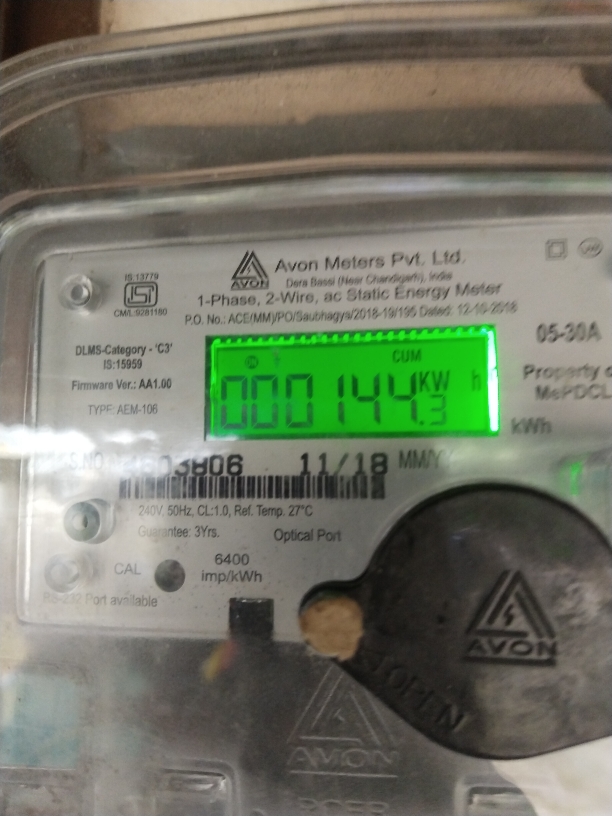 Avon Meters Pvt. Ltd.
AVON
Dera Bassi (Near Chandigarh), India
IS:13779
1-Phase, 2-Wire, ac Static Energy Meter
CM/L:9281180
P.O. No.: ACE(MM)/PO/Saubhagya/2018-19/195 Dated: 12-10-2018
DLMS-Category - 'C3'
IS:15959
Firmware Ver.: AA1.00
TYPE: AEM-106
05-30A
Property
MePDCL
CUM
000144.3 KW h
kWh
S.NO. 3806 11/18 MM/Y
240V, 50Hz, CL:1.0, Ref. Temp. 27°C
Guarantee: 3Yrs.
Optical Port
CAL
6400
imp/kWh
RS-232 Port available
AVON
OPEN
AVON